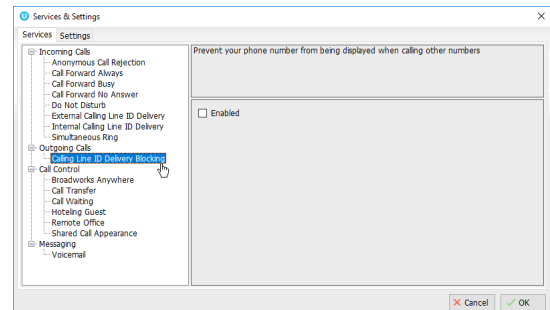 Services & Settings
Services Settings
Incoming Calls
Anonymous Call Rejection
Call Forward Always
Call Forward Busy
Call Forward No Answer
Do Not Disturb
External Calling Line ID Delivery
Internal Calling Line ID Delivery
Simultaneous Ring
Outgoing Calls
Calling Line ID Delivery Blocking
Call Control
Broadworks Anywhere
Call Transfer
Call Waiting
Hoteling Guest
Remote Office
Shared Call Appearance
Messaging
Voicemail
Prevent your phone number from being displayed when calling other numbers
Enabled
Cancel OK